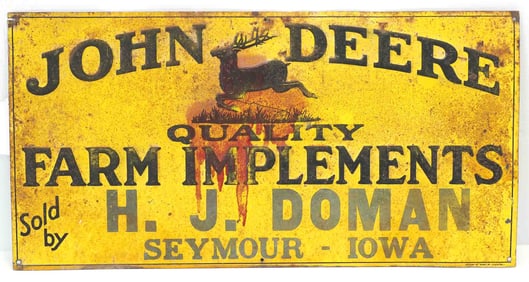 JOHN DEERE
QUALITY
FARM IMPLEMENTS
Sold by
H. J. DOMAN
SEYMOUR - IOWA